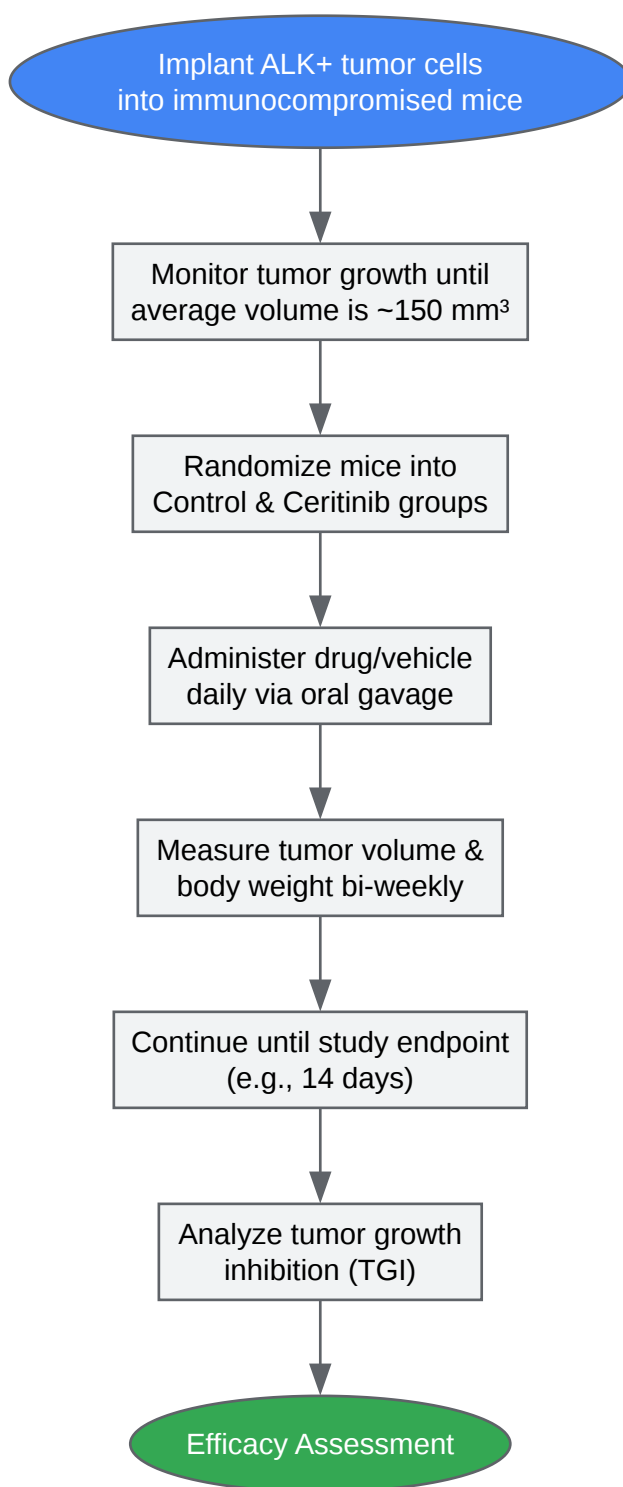 Implant ALK+ tumor cells
into immunocompromised mice
Monitor tumor growth until
average volume is ~150 mm³
Randomize mice into
Control & Ceritinib groups
Administer drug/vehicle
daily via oral gavage
Measure tumor volume &
body weight bi-weekly
Continue until study endpoint
(e.g., 14 days)
Analyze tumor growth
inhibition (TGI)
Efficacy Assessment